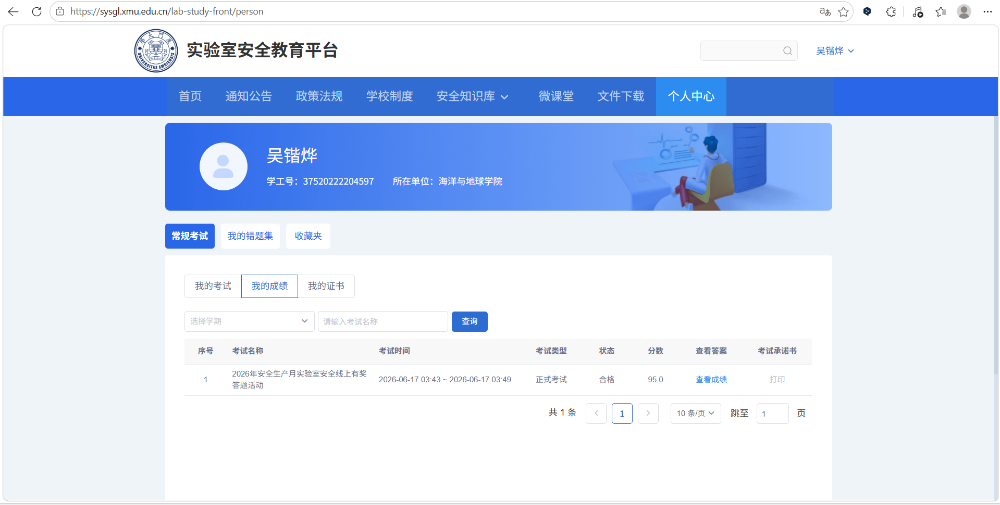 https://sysgl.xmu.edu.cn/lab-study-front/person
实验室安全教育平台
吴锴烨
首页 通知公告 政策法规 学校制度 安全知识库 微课堂 文件下载 个人中心
吴锴烨
学工号：37520222204597 所在单位：海洋与地球学院
常规考试 我的错题集 收藏夹
我的考试 我的成绩 我的证书
选择学期 请输入考试名称 查询
序号 考试名称 考试时间 考试类型 状态 分数 查看答案 考试承诺书
1 2026年安全生产月实验室安全线上有奖答题活动 2026-06-17 03:43 ~ 2026-06-17 03:49 正式考试 合格 95.0 查看成绩 打印
共 1 条 1 10 条/页 跳至 1 页